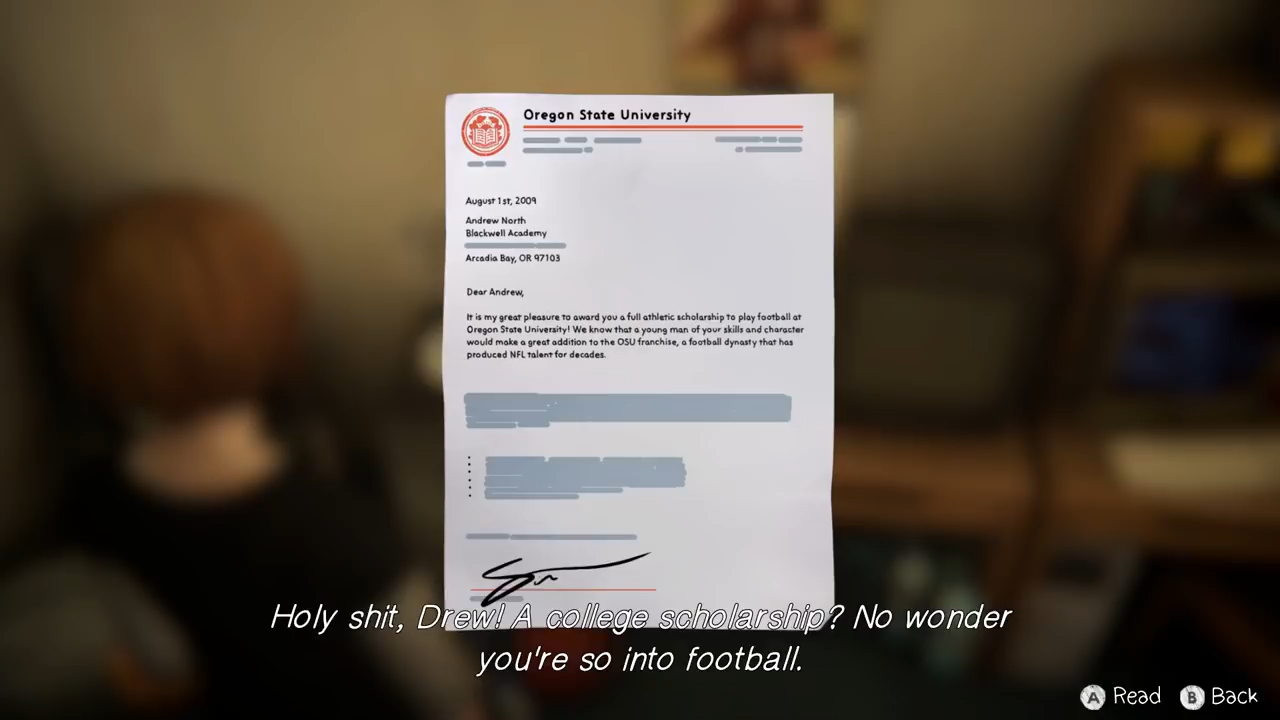 Oregon State University
August 1st, 2009
Andrew North
Blackwell Academy
Arcadia Bay, OR 97103
Dear Andrew,
It is my great pleasure to award you a full athletic scholarship to play football at
Oregon State University! We know that a young man of your skills and character
would make a great addition to the OSU franchise, a football dynasty that has
produced NFL talent for decades.
Holy shit, Drew! A college scholarship? No wonder
you're so into football.
A Read B Back